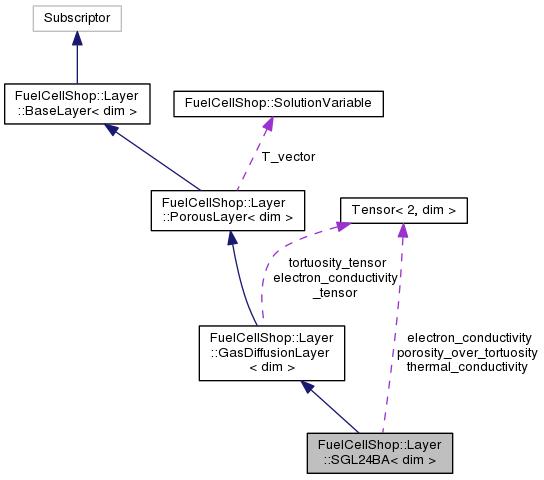 Subscriptor
FuelCellShop::Layer
::BaseLayer< dim >
FuelCellShop::SolutionVariable
T_vector
FuelCellShop::Layer
::PorousLayer< dim >
Tensor< 2, dim >
tortuosity_tensor
electron_conductivity
_tensor
FuelCellShop::Layer
::GasDiffusionLayer
< dim >
electron_conductivity
porosity_over_tortuosity
thermal_conductivity
FuelCellShop::Layer
::SGL24BA< dim >